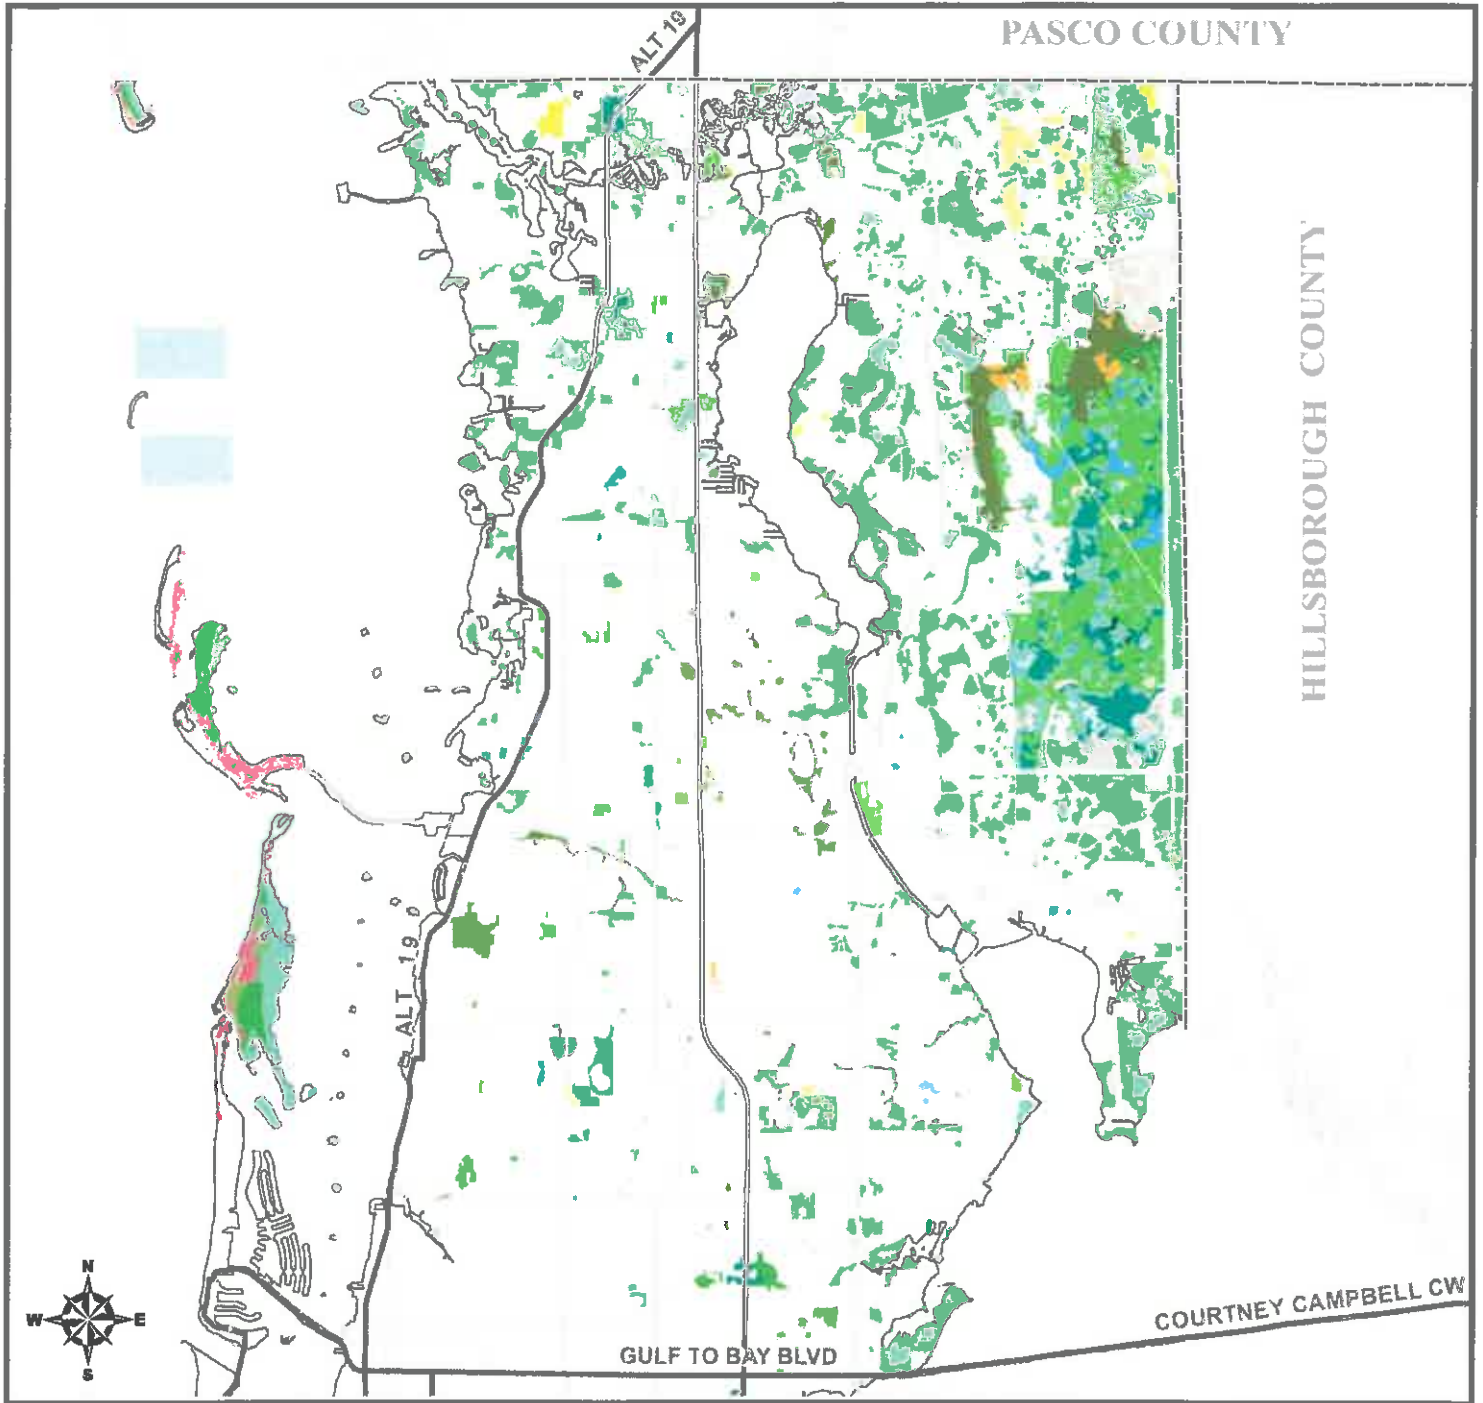 PASCO COUNTY
ALT 19
HILLSBOROUGH COUNTY
ALT 19
N
W E
S
GULF TO BAY BLVD
COURTNEY CAMPBELL CW